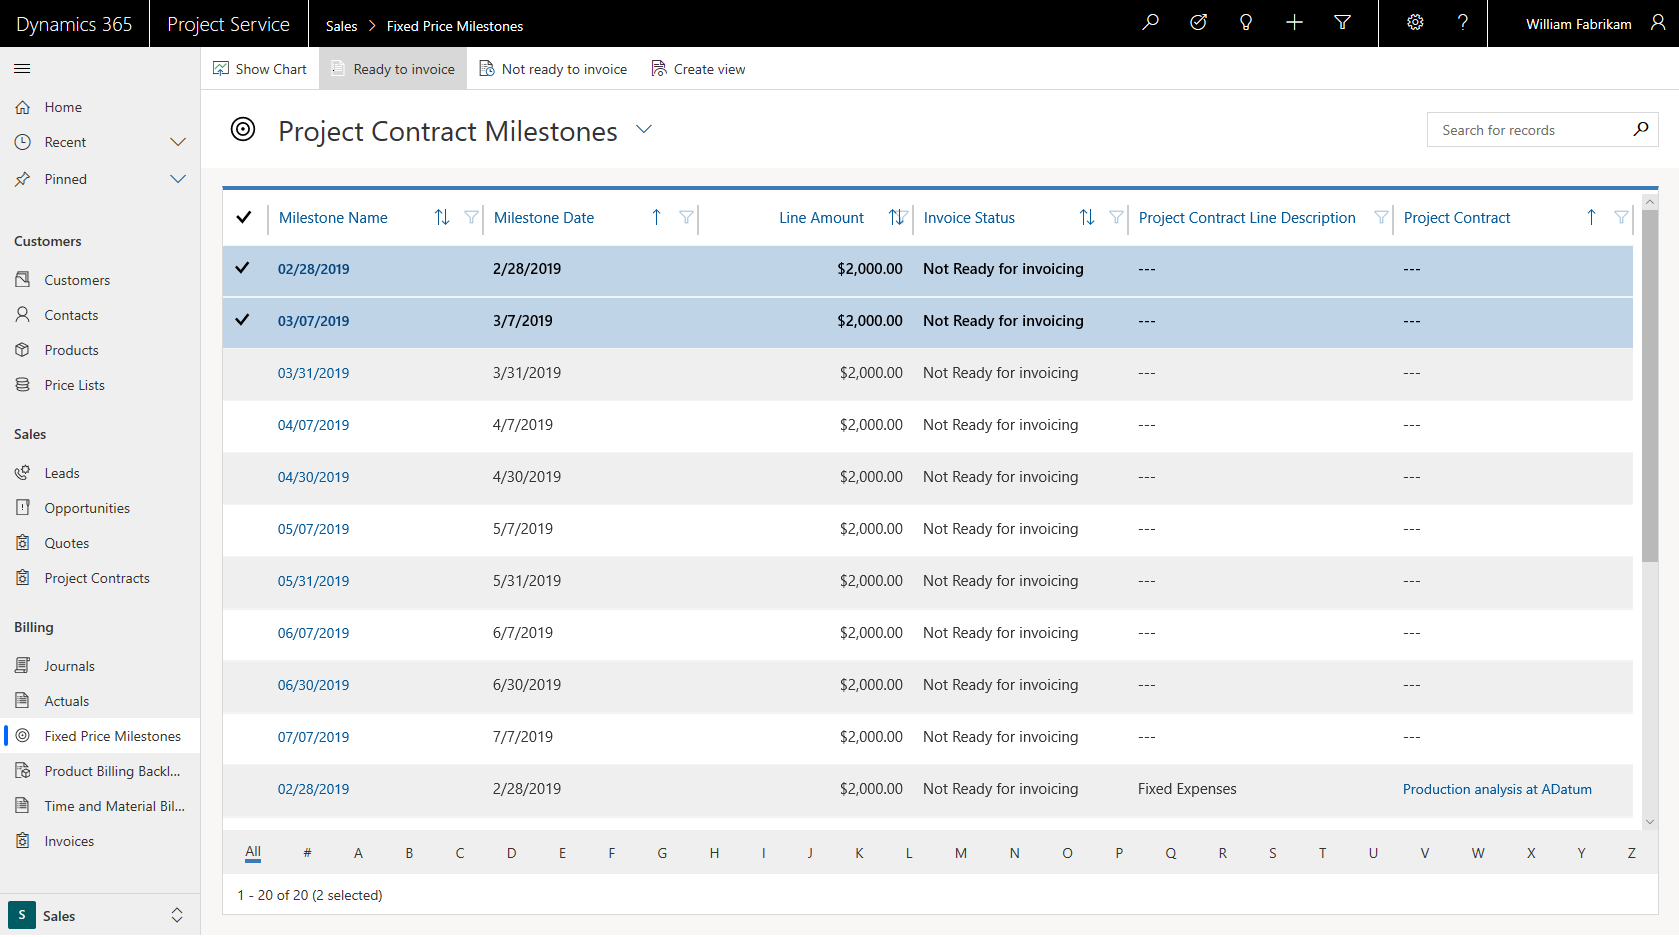 Dynamics 365 Project Service Sales > Fixed Price Milestones William Fabrikam
Show Chart Ready to invoice Not ready to invoice Create view
Home
Recent
Pinned
Customers
Customers
Contacts
Products
Price Lists
Sales
Leads
Opportunities
Quotes
Project Contracts
Billing
Journals
Actuals
Fixed Price Milestones
Product Billing Backl...
Time and Material Bil...
Invoices
S Sales
Project Contract Milestones
Search for records
Milestone Name Milestone Date Line Amount Invoice Status Project Contract Line Description Project Contract
02/28/2019 2/28/2019 $2,000.00 Not Ready for invoicing --- ---
03/07/2019 3/7/2019 $2,000.00 Not Ready for invoicing --- ---
03/31/2019 3/31/2019 $2,000.00 Not Ready for invoicing --- ---
04/07/2019 4/7/2019 $2,000.00 Not Ready for invoicing --- ---
04/30/2019 4/30/2019 $2,000.00 Not Ready for invoicing --- ---
05/07/2019 5/7/2019 $2,000.00 Not Ready for invoicing --- ---
05/31/2019 5/31/2019 $2,000.00 Not Ready for invoicing --- ---
06/07/2019 6/7/2019 $2,000.00 Not Ready for invoicing --- ---
06/30/2019 6/30/2019 $2,000.00 Not Ready for invoicing --- ---
07/07/2019 7/7/2019 $2,000.00 Not Ready for invoicing --- ---
02/28/2019 2/28/2019 $2,000.00 Not Ready for invoicing Fixed Expenses Production analysis at ADatum
All # A B C D E F G H I J K L M N O P Q R S T U V W X Y Z
1 - 20 of 20 (2 selected)